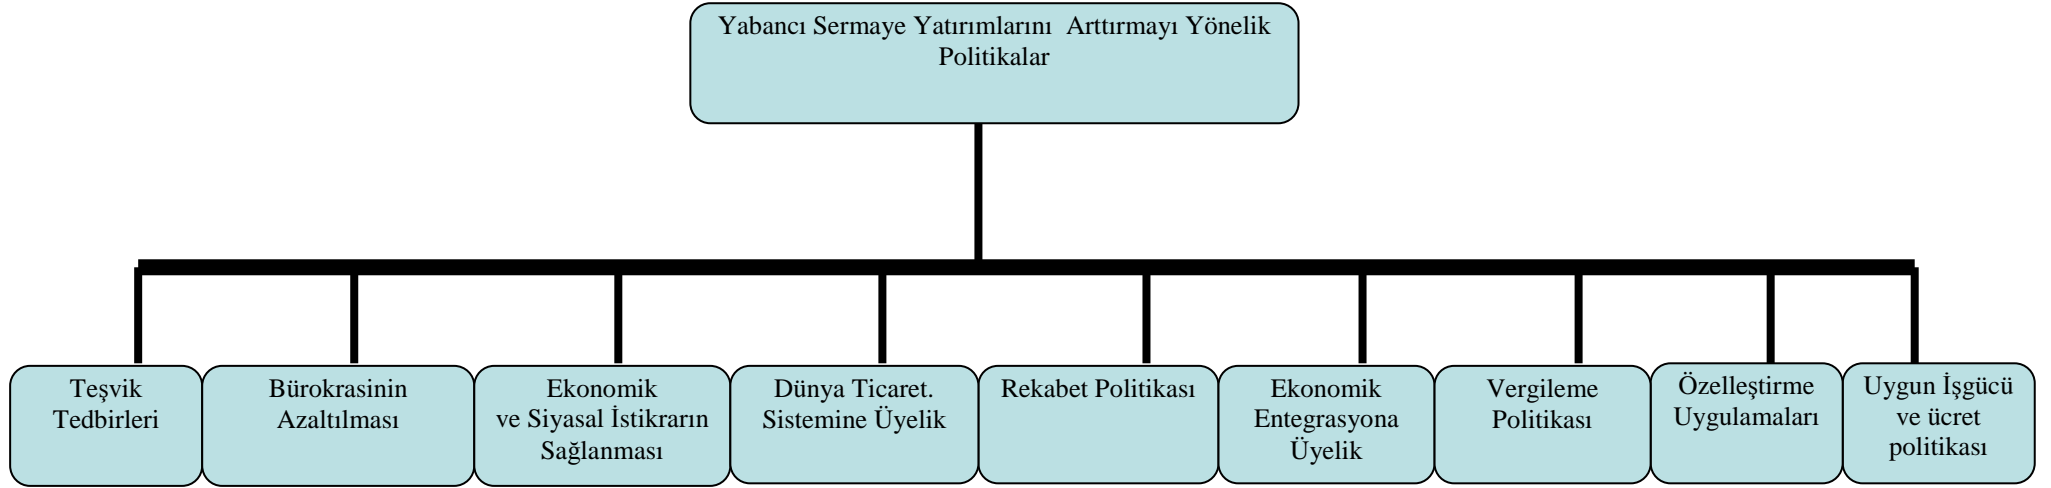 Yabancı Sermaye Yatırımlarını  Arttırmayı Yönelik
Politikalar
Teşvik
Tedbirleri
Bürokrasinin
Azaltılması
Ekonomik
ve Siyasal İstikrarın
Sağlanması
Dünya Ticaret.
Sistemine Üyelik
Rekabet Politikası
Ekonomik
Entegrasyona
Üyelik
Vergileme
Politikası
Özelleştirme
Uygulamaları
Uygun İşgücü
ve ücret
politikası